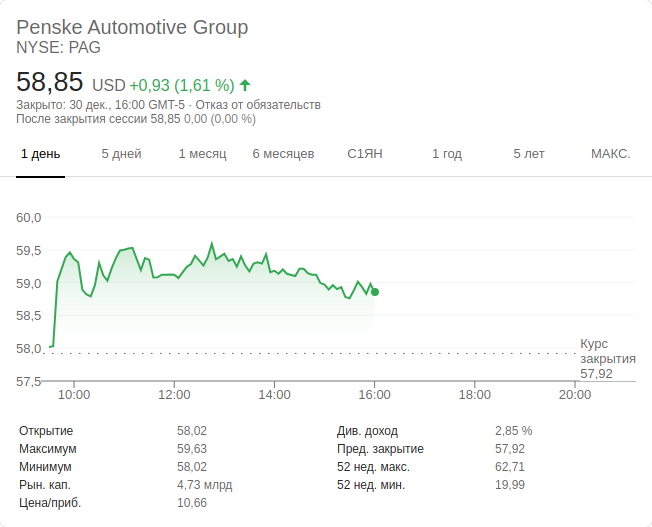 Penske Automotive Group
NYSE: PAG
58,85 USD +0,93 (1,61 %)
Закрыто: 30 дек., 16:00 GMT-5 · Отказ от обязательств
После закрытия сессии 58,85 0,00 (0,00 %)
1 день 5 дней 1 месяц 6 месяцев С1ЯН 1 год 5 лет МАКС.
60,0
59,5
59,0
58,5
58,0
57,5
Курс
закрытия
57,92
10:00 12:00 14:00 16:00 18:00 20:00
Открытие 58,02 Див. доход 2,85 %
Максимум 59,63 Пред. закрытие 57,92
Минимум 58,02 52 нед. макс. 62,71
Рын. кап. 4,73 млрд 52 нед. мин. 19,99
Цена/приб. 10,66